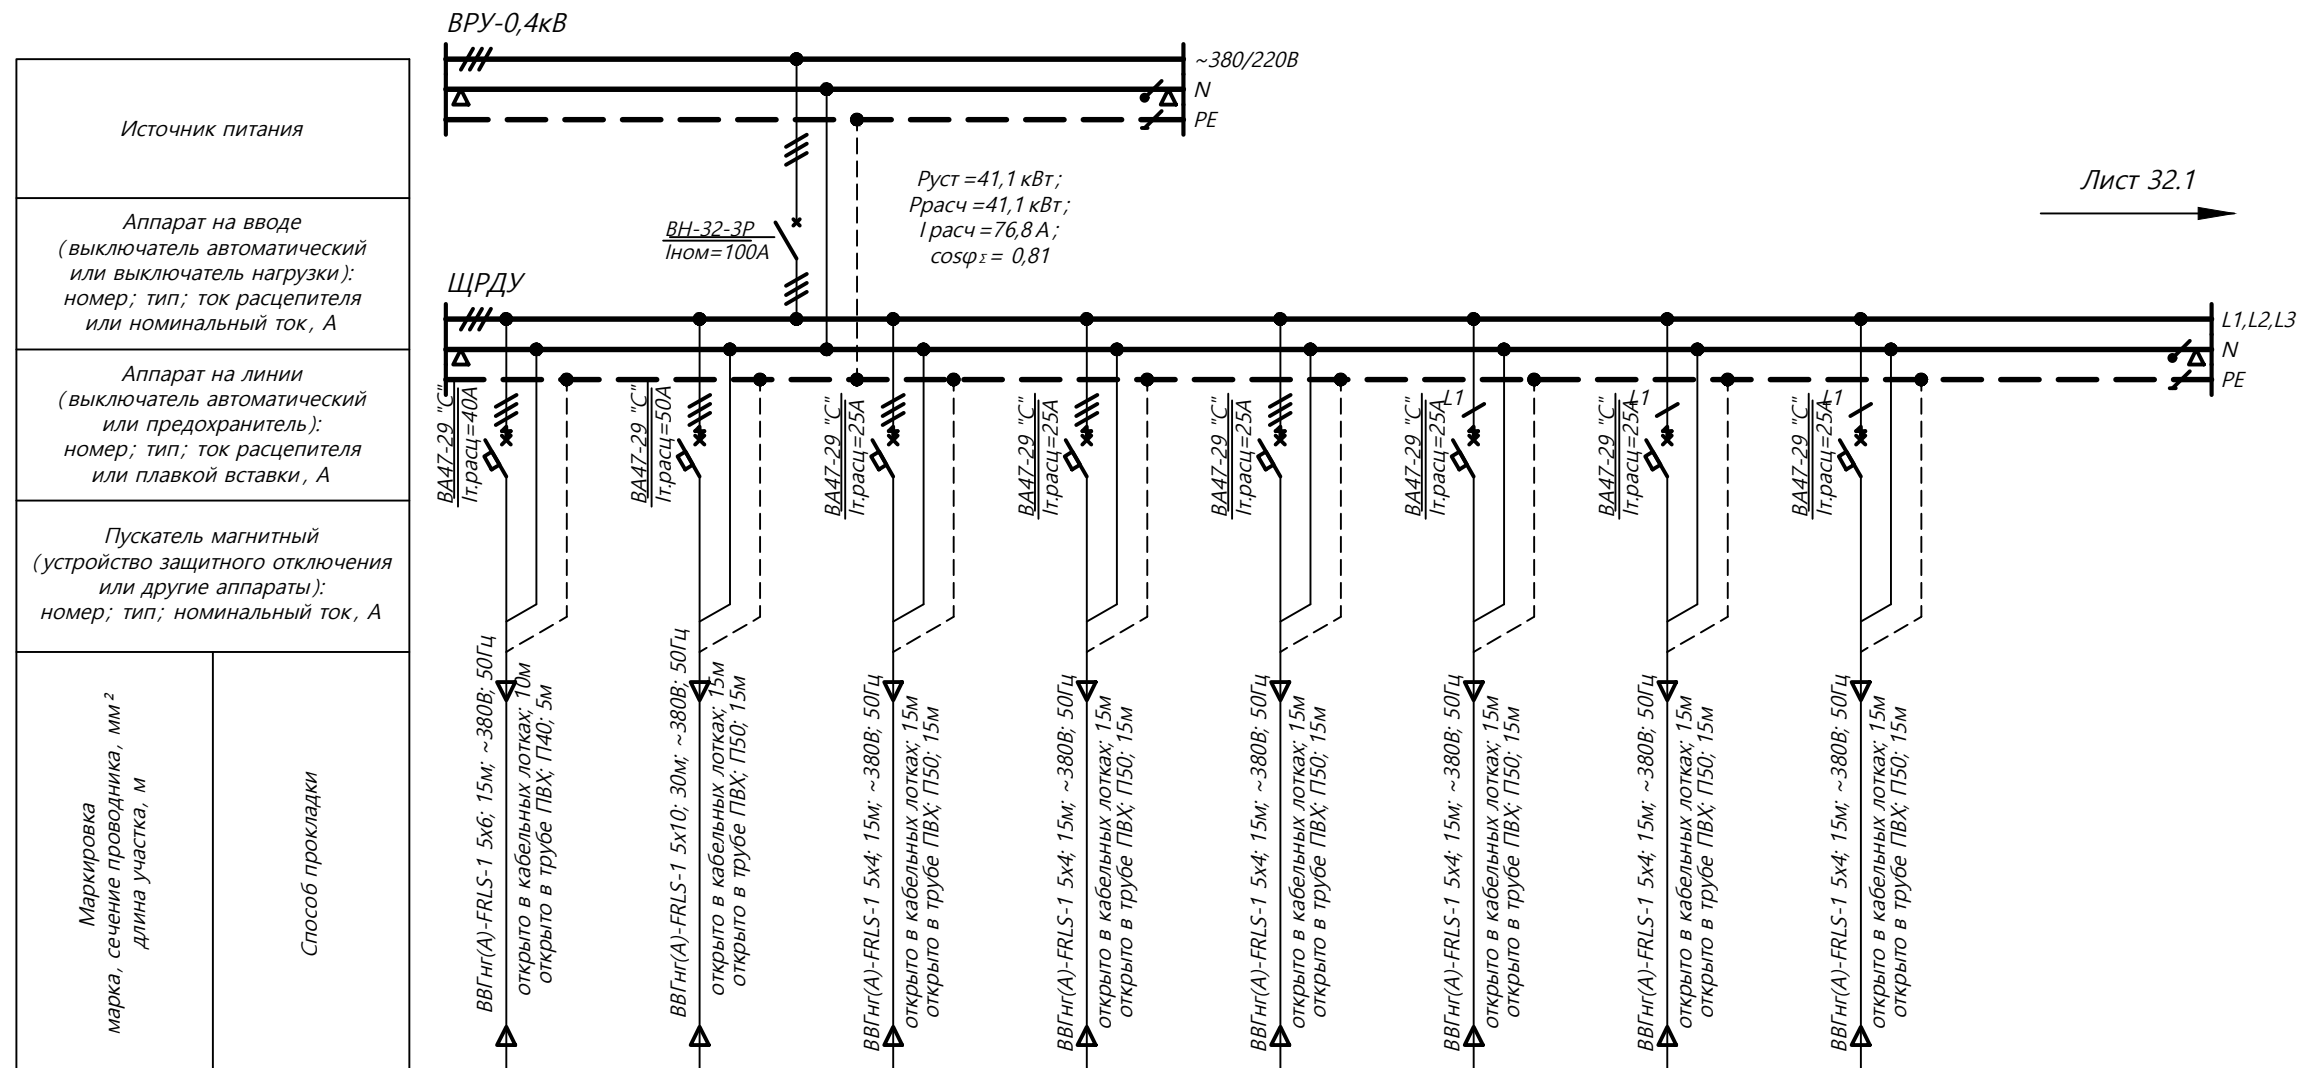 ВРУ-0,4кВ
~380/220В
N
PE
Источник питания
Аппарат на вводе
(выключатель автоматический
или выключатель нагрузки):
номер; тип; ток расцепителя
или номинальный ток, А
Аппарат на линии
(выключатель автоматический
или предохранитель):
номер; тип; ток расцепителя
или плавкой вставки, А
Пускатель магнитный
(устройство защитного отключения
или другие аппараты):
номер; тип; номинальный ток, А
Маркировка
марка, сечение проводника, мм²
длина участка, м
Способ прокладки
Pуст =41,1 кВт;
Pрасч =41,1 кВт;
I расч =76,8 А;
cosφ Σ = 0,81
Лист 32.1
ВН-32-3Р
Iном=100А
ЩРДУ
L1,L2,L3
N
PE
ВА47-29 "С"
Iт.расц=40А
ВА47-29 "С"
Iт.расц=50А
ВА47-29 "С"
Iт.расц=25А
ВА47-29 "С"
Iт.расц=25А
ВА47-29 "С"
Iт.расц=25А
ВА47-29 "С"
Iт.расц=25А
L1
ВА47-29 "С"
Iт.расц=25А
L1
ВА47-29 "С"
Iт.расц=25А
L1
ВВГнг(А)-FRLS-1 5х6; 15м; ~380В; 50Гц
открыто в кабельных лотках; 10м
открыто в трубе ПВХ; П40; 5м
ВВГнг(А)-FRLS-1 5х10; 30м; ~380В; 50Гц
открыто в кабельных лотках; 15м
открыто в трубе ПВХ; П50; 15м
ВВГнг(А)-FRLS-1 5х4; 15м; ~380В; 50Гц
открыто в кабельных лотках; 15м
открыто в трубе ПВХ; П50; 15м
ВВГнг(А)-FRLS-1 5х4; 15м; ~380В; 50Гц
открыто в кабельных лотках; 15м
открыто в трубе ПВХ; П50; 15м
ВВГнг(А)-FRLS-1 5х4; 15м; ~380В; 50Гц
открыто в кабельных лотках; 15м
открыто в трубе ПВХ; П50; 15м
ВВГнг(А)-FRLS-1 5х4; 15м; ~380В; 50Гц
открыто в кабельных лотках; 15м
открыто в трубе ПВХ; П50; 15м
ВВГнг(А)-FRLS-1 5х4; 15м; ~380В; 50Гц
открыто в кабельных лотках; 15м
открыто в трубе ПВХ; П50; 15м
ВВГнг(А)-FRLS-1 5х4; 15м; ~380В; 50Гц
открыто в кабельных лотках; 15м
открыто в трубе ПВХ; П50; 15м